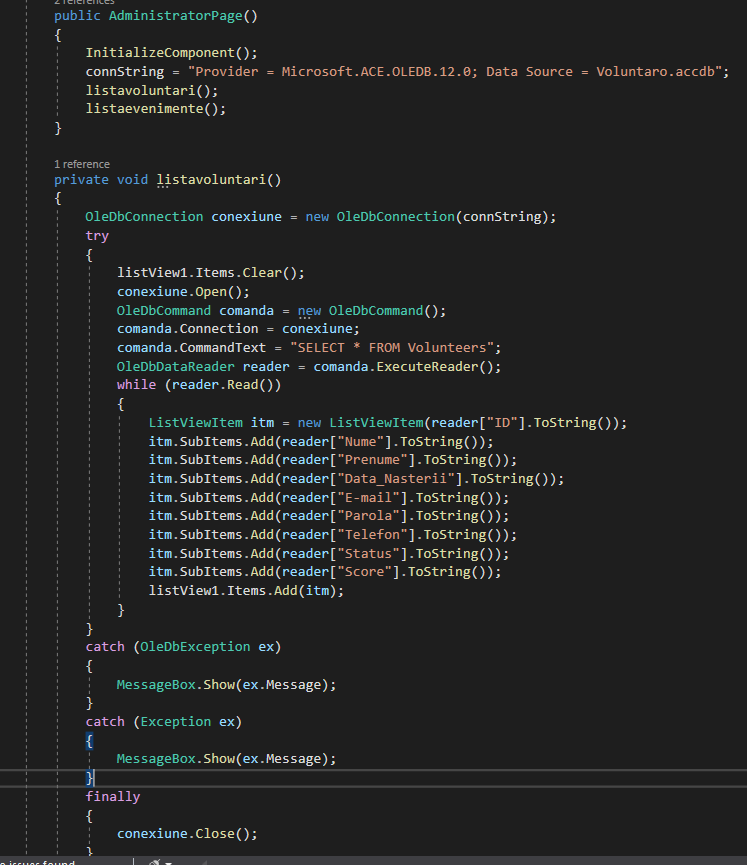 2 references
public AdministratorPage()
{
InitializeComponent();
connString = "Provider = Microsoft.ACE.OLEDB.12.0; Data Source = Voluntaro.accdb";
listavoluntari();
listaevenimente();
}
1 reference
private void listavoluntari()
{
OleDbConnection conexiune = new OleDbConnection(connString);
try
{
listView1.Items.Clear();
conexiune.Open();
OleDbCommand comanda = new OleDbCommand();
comanda.Connection = conexiune;
comanda.CommandText = "SELECT * FROM Volunteers";
OleDbDataReader reader = comanda.ExecuteReader();
while (reader.Read())
{
ListViewItem itm = new ListViewItem(reader["ID"].ToString());
itm.SubItems.Add(reader["Nume"].ToString());
itm.SubItems.Add(reader["Prenume"].ToString());
itm.SubItems.Add(reader["Data_Nasterii"].ToString());
itm.SubItems.Add(reader["E-mail"].ToString());
itm.SubItems.Add(reader["Parola"].ToString());
itm.SubItems.Add(reader["Telefon"].ToString());
itm.SubItems.Add(reader["Status"].ToString());
itm.SubItems.Add(reader["Score"].ToString());
listView1.Items.Add(itm);
}
}
catch (OleDbException ex)
{
MessageBox.Show(ex.Message);
}
catch (Exception ex)
{
MessageBox.Show(ex.Message);
}
finally
{
conexiune.Close();
}
issues found